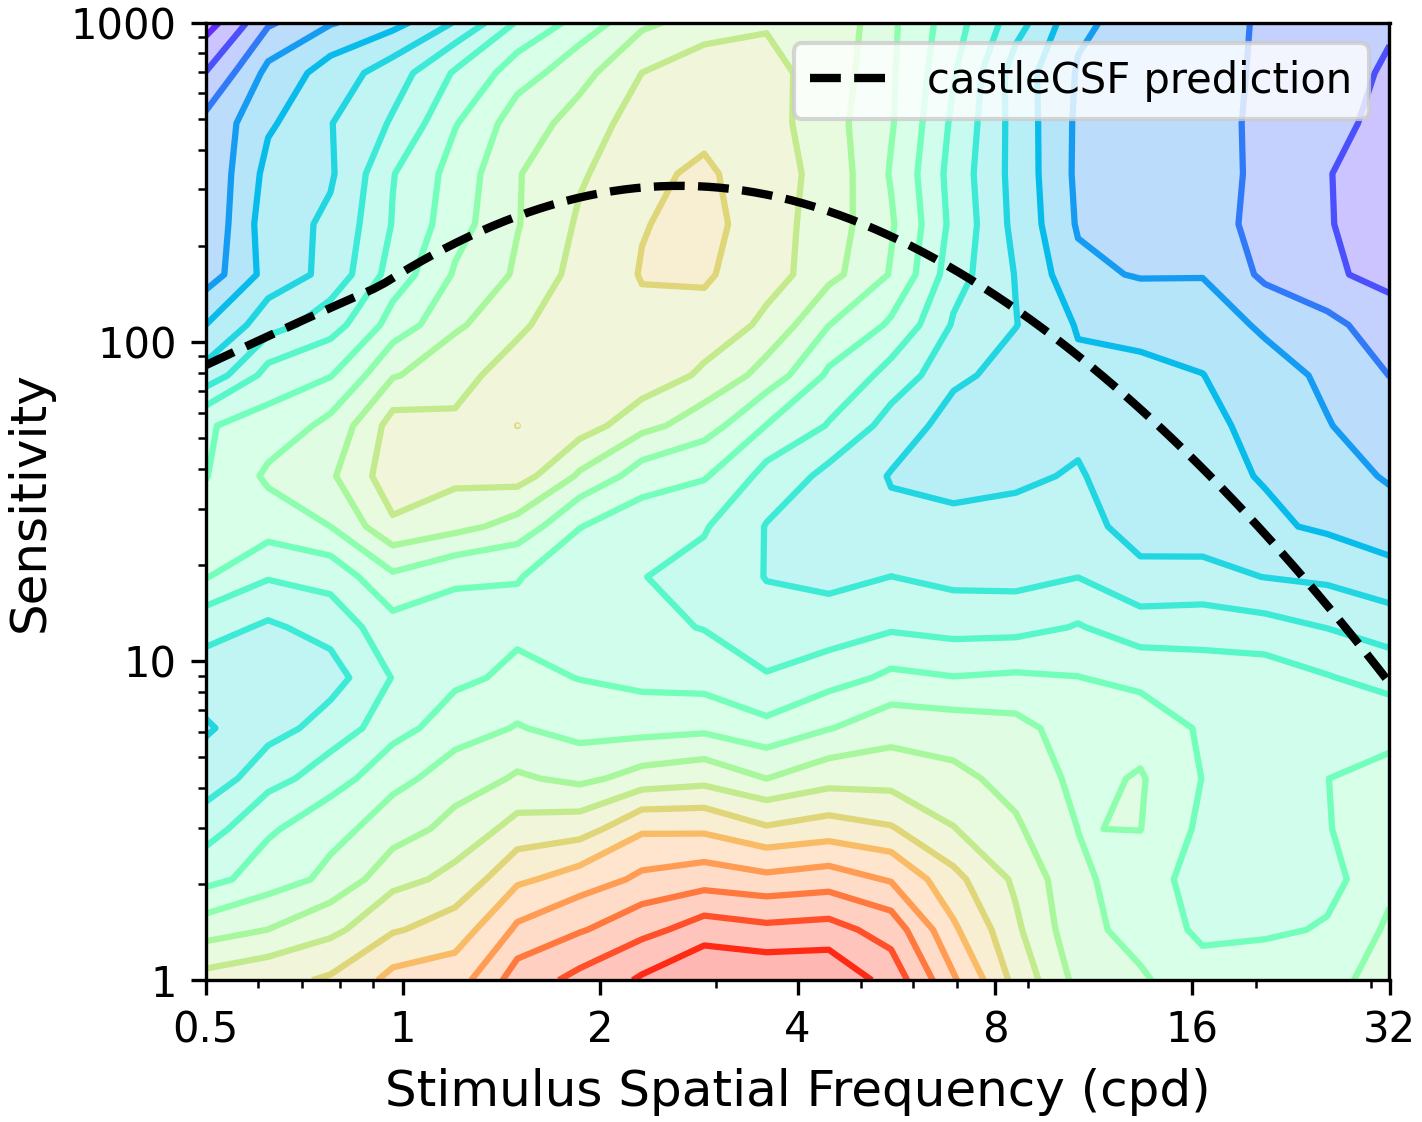 1000
castleCSF prediction
100
Sensitivity
10
1
0.5 1 2 4 8 16 32
Stimulus Spatial Frequency (cpd)